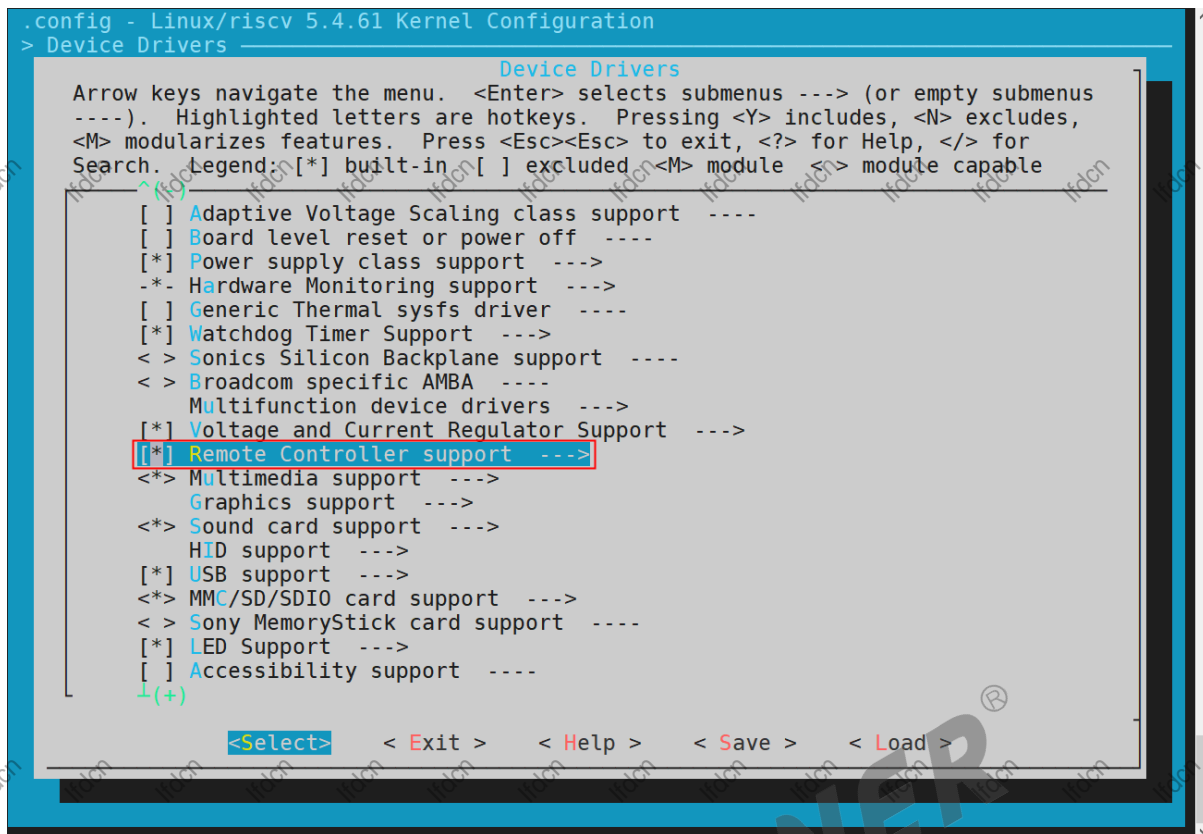 .config - Linux/riscv 5.4.61 Kernel Configuration
> Device Drivers
Device Drivers
Arrow keys navigate the menu.  <Enter> selects submenus ---> (or empty submenus
----).  Highlighted letters are hotkeys.  Pressing <Y> includes, <N> excludes,
<M> modularizes features.  Press <Esc><Esc> to exit, <?> for Help, </> for
Search.  Legend: [*] built-in  [ ] excluded  <M> module  < > module capable
^(-)
[ ] Adaptive Voltage Scaling class support  ----
[ ] Board level reset or power off  ----
[*] Power supply class support  --->
-*- Hardware Monitoring support  --->
[ ] Generic Thermal sysfs driver  ----
[*] Watchdog Timer Support  --->
< > Sonics Silicon Backplane support  ----
< > Broadcom specific AMBA  ----
Multifunction device drivers  --->
[*] Voltage and Current Regulator Support  --->
[*] Remote Controller support  --->
<*> Multimedia support  --->
Graphics support  --->
<*> Sound card support  --->
HID support  --->
[*] USB support  --->
<*> MMC/SD/SDIO card support  --->
< > Sony MemoryStick card support  ----
[*] LED Support  --->
[ ] Accessibility support  ----
┴(+)
<Select>    < Exit >    < Help >    < Save >    < Load >
NER®